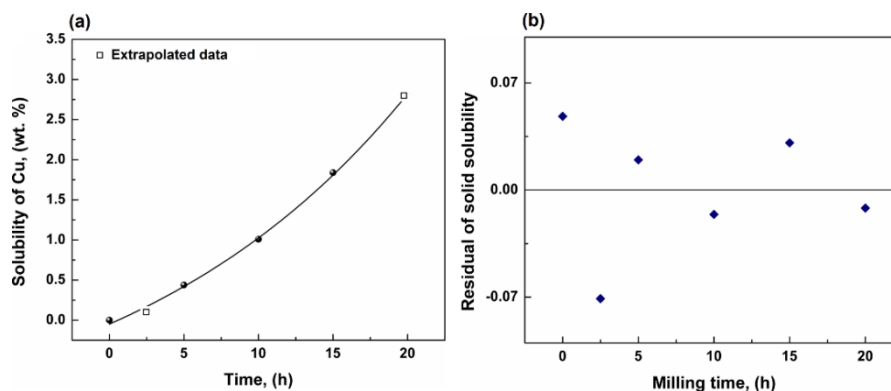 (a)
Extrapolated data
Solubility of Cu, (wt. %)
3.5
3.0
2.5
2.0
1.5
1.0
0.5
0.0
0 5 10 15 20
Time, (h)
(b)
Residual of solid solubility
0.07
0.00
-0.07
0 5 10 15 20
Milling time, (h)